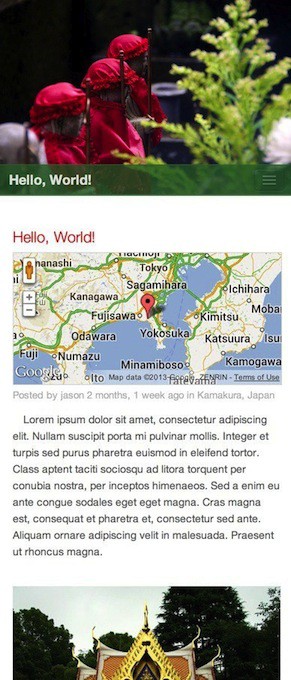 Hello, World!
Hello, World!
Tokyo
Sagamihara
Ichihara
Kanagawa
Fujisawa
Kimitsu
Moba
Yokosuka
Odawara
Katsuura
Isu
Fuji
Numazu
Kamogawa
Minamiboso
Ito
Google
Map data ©2013 Google, ZENRIN - Terms of Use
Posted by jason 2 months, 1 week ago in Kamakura, Japan
Lorem ipsum dolor sit amet, consectetur adipiscing
elit. Nullam suscipit porta mi pulvinar mollis. Integer et
turpis sed purus pharetra euismod in eleifend tortor.
Class aptent taciti sociosqu ad litora torquent per
conubia nostra, per inceptos himenaeos. Sed a enim eu
ante congue sodales eget eget magna. Cras magna
est, consequat et pharetra et, consectetur sed ante.
Aliquam ornare adipiscing velit in malesuada. Praesent
ut rhoncus magna.